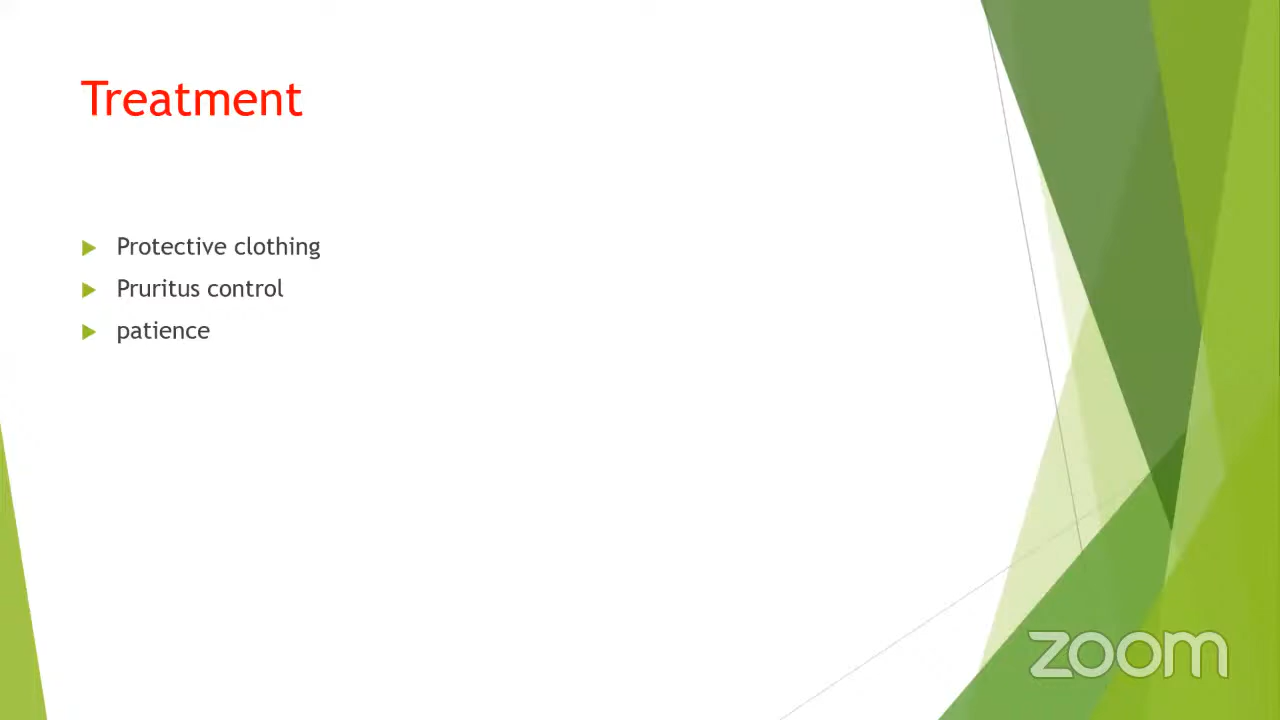 Treatment
Protective clothing
Pruritus control
patience
zoom